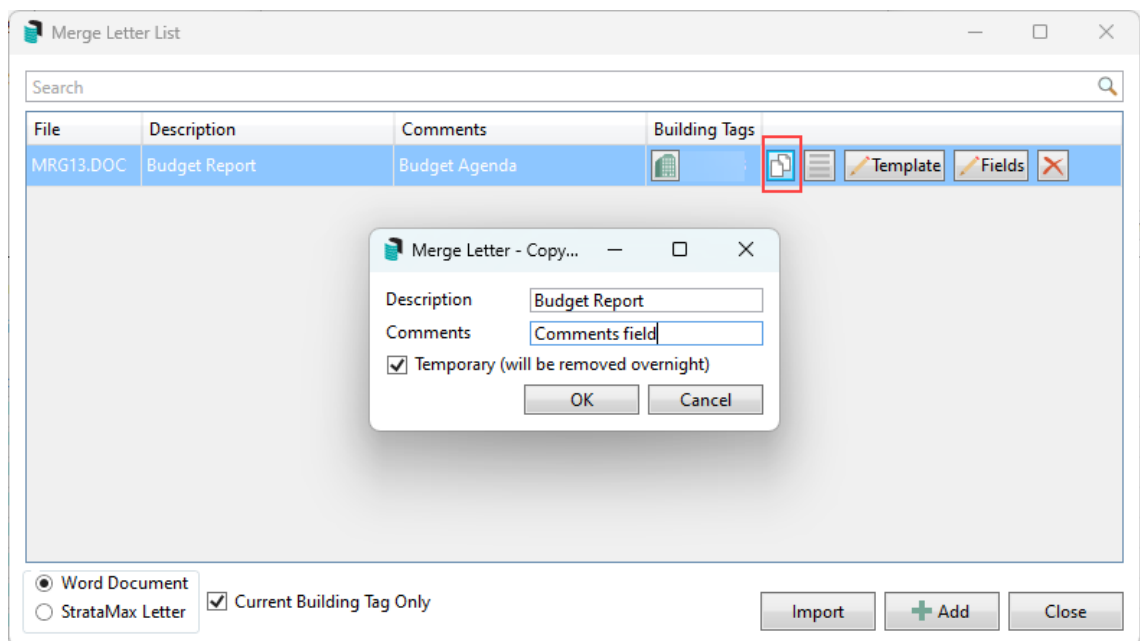 Merge Letter List
Search
File Description Comments Building Tags
MRG13.DOC Budget Report Budget Agenda Template Fields
Merge Letter - Copy...
Description Budget Report
Comments Comments field
Temporary (will be removed overnight)
OK Cancel
Word Document
StrataMax Letter
Current Building Tag Only
Import Add Close